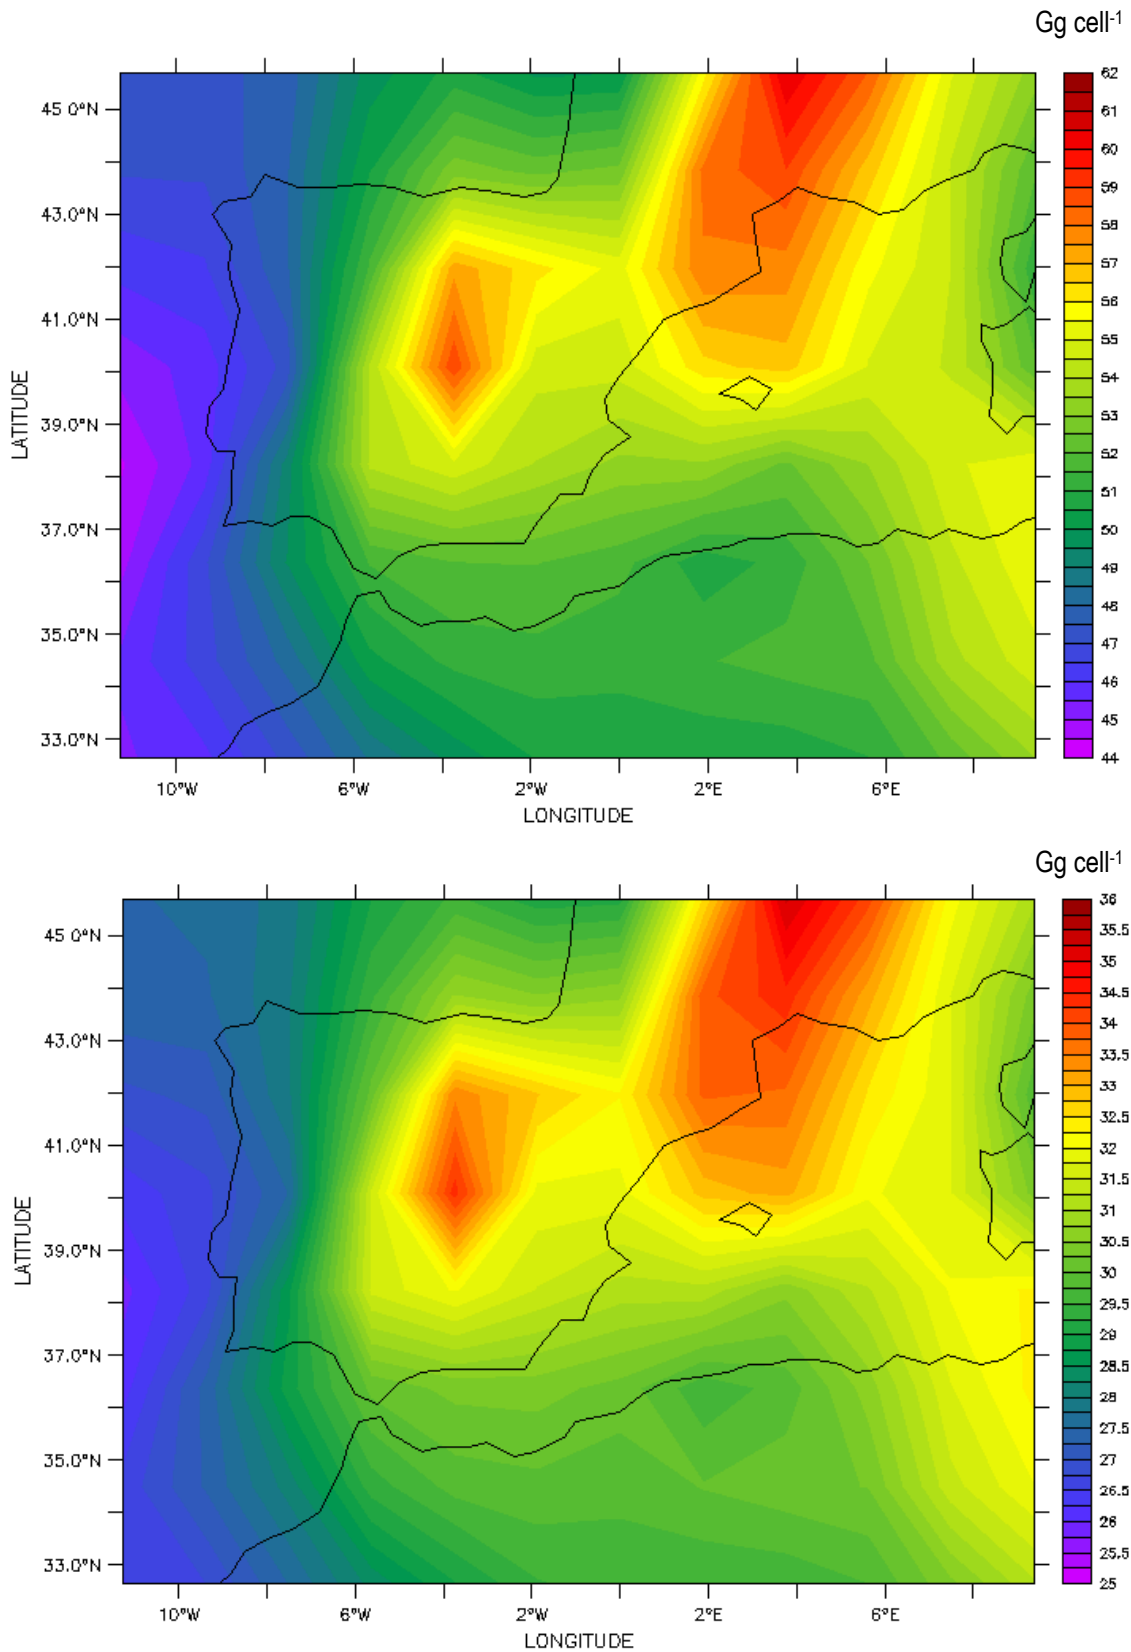 Gg cell-1
45 0°N
43.0°N
41.0°N
39.0°N
37.0°N
35.0°N
33.0°N
LATITUDE
10°W 6°W 2°W 2°E 6°E
LONGITUDE
62
61
60
59
58
57
56
55
54
53
52
51
50
49
48
47
46
45
44
Gg cell-1
45 0°N
43.0°N
41.0°N
39.0°N
37.0°N
35.0°N
33.0°N
LATITUDE
10°W 6°W 2°W 2°E 6°E
LONGITUDE
36
35.5
35
34.5
34
33.5
33
32.5
32
31.5
31
30.5
30
29.5
29
28.5
28
27.5
27
26.5
26
25.5
25